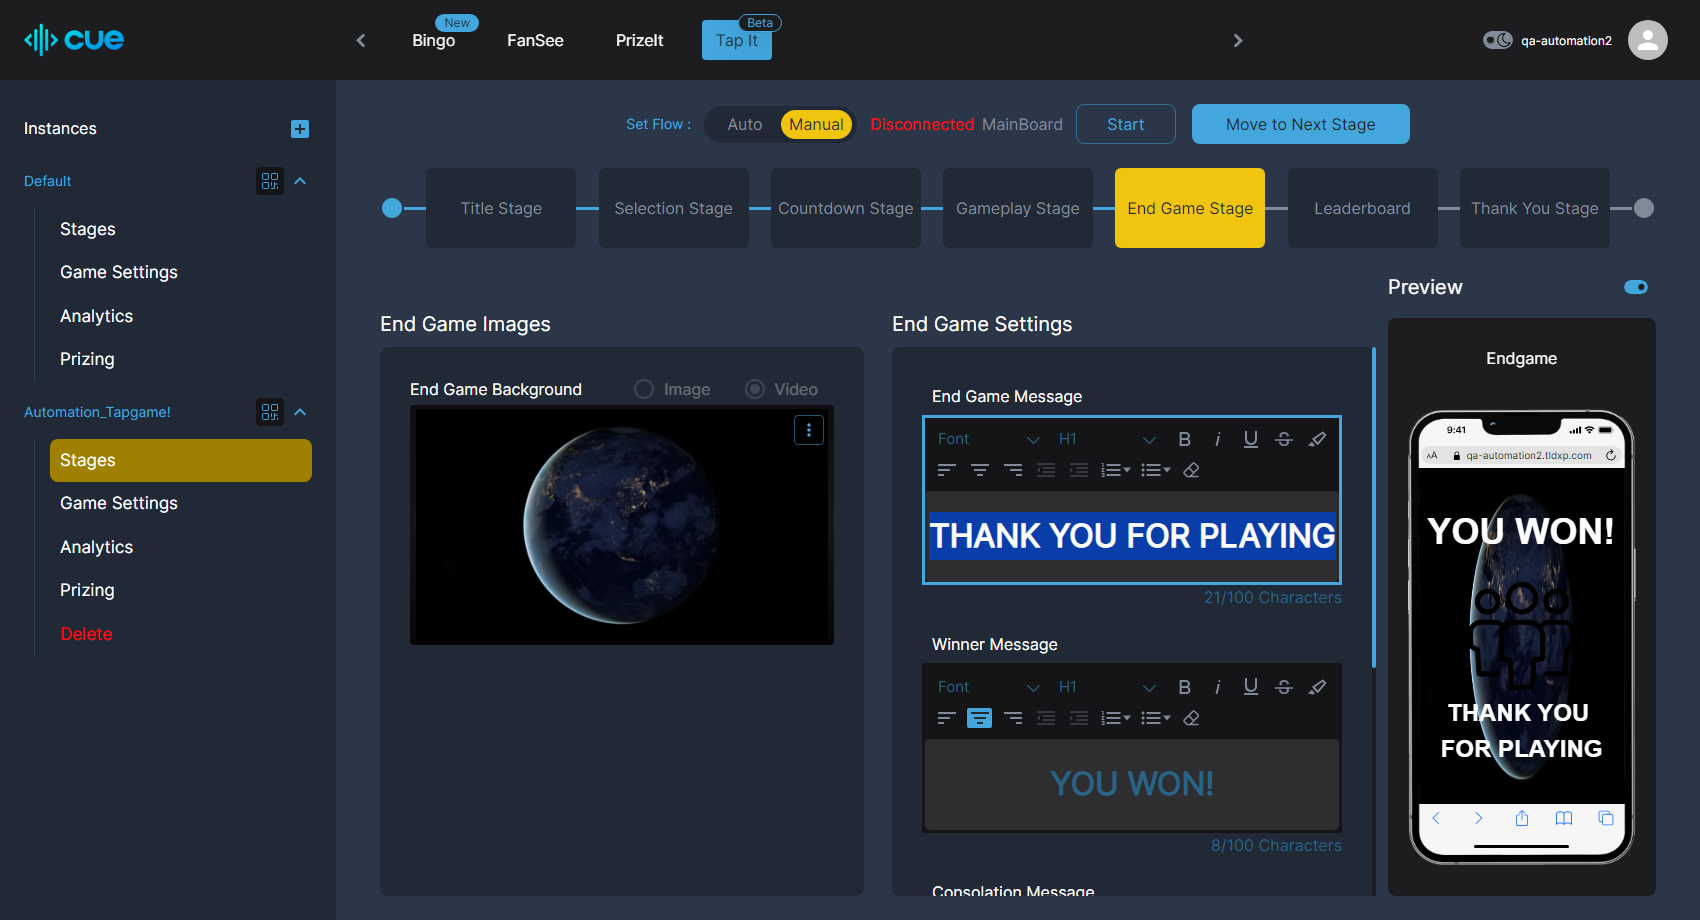 cue
Bingo
New
FanSee
PrizeIt
Tap It
Beta
qa-automation2
Instances
Default
Stages
Game Settings
Analytics
Prizing
Automation_Tapgame!
Stages
Game Settings
Analytics
Prizing
Delete
Set Flow :
Auto
Manual
Disconnected MainBoard
Start
Move to Next Stage
Title Stage
Selection Stage
Countdown Stage
Gameplay Stage
End Game Stage
Leaderboard
Thank You Stage
End Game Images
End Game Background
Image
Video
End Game Settings
End Game Message
Font
H1
B
i
U
S
THANK YOU FOR PLAYING
21/100 Characters
Winner Message
Font
H1
B
i
U
S
YOU WON!
8/100 Characters
Consolation Message
Preview
Endgame
9:41
AA
qa-automation2.tldxp.com
YOU WON!
THANK YOU
FOR PLAYING